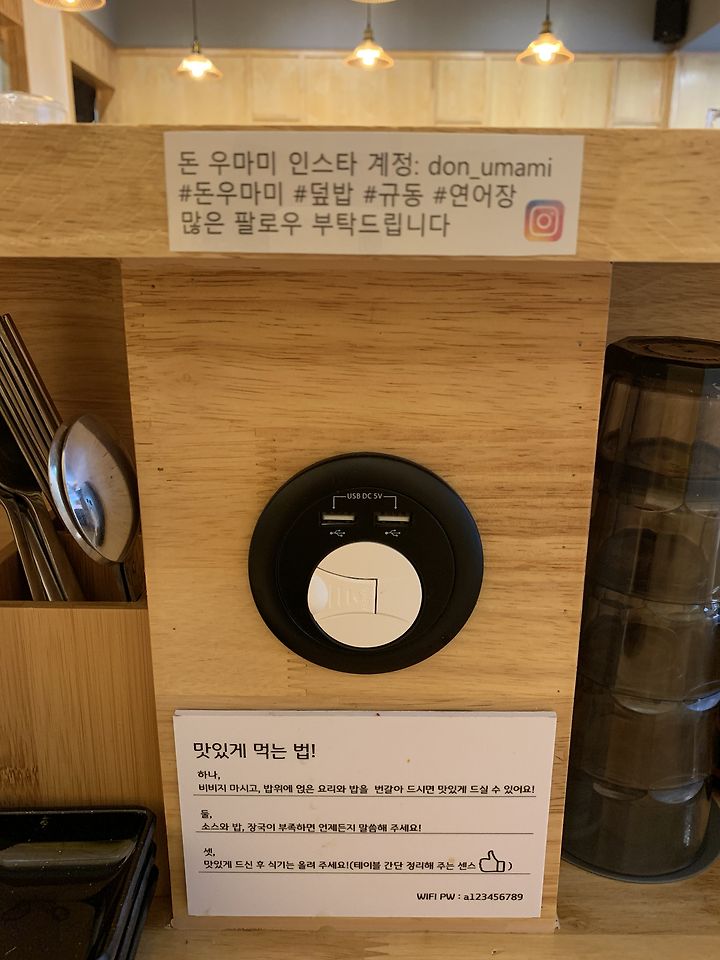 돈 우마미 인스타 계정: don_umami
#돈우마미 #덮밥 #규동 #연어장
많은 팔로우 부탁드립니다
USB DC 5V
맛있게 먹는 법!
하나,
비비지 마시고, 밥위에 얹은 요리와 밥을 번갈아 드시면 맛있게 드실 수 있어요!
둘,
소스와 밥, 장국이 부족하면 언제든지 말씀해 주세요!
셋,
맛있게 드신 후 식기는 올려 주세요!(테이블 간단 정리해 주는 센스 )
WIFI PW : a123456789